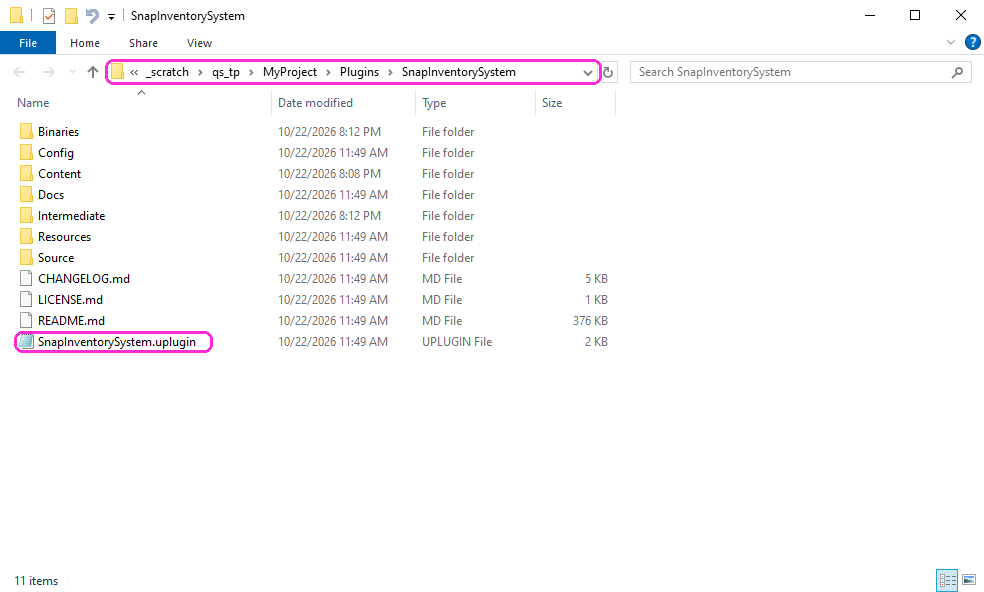 SnapInventorySystem
File Home Share View
« _scratch › qs_tp › MyProject › Plugins › SnapInventorySystem
Search SnapInventorySystem
Name Date modified Type Size
Binaries 10/22/2026 8:12 PM File folder
Config 10/22/2026 11:49 AM File folder
Content 10/22/2026 8:08 PM File folder
Docs 10/22/2026 11:49 AM File folder
Intermediate 10/22/2026 8:12 PM File folder
Resources 10/22/2026 11:49 AM File folder
Source 10/22/2026 11:49 AM File folder
CHANGELOG.md 10/22/2026 11:49 AM MD File 5 KB
LICENSE.md 10/22/2026 11:49 AM MD File 1 KB
README.md 10/22/2026 11:49 AM MD File 376 KB
SnapInventorySystem.uplugin 10/22/2026 11:49 AM UPLUGIN File 2 KB
11 items